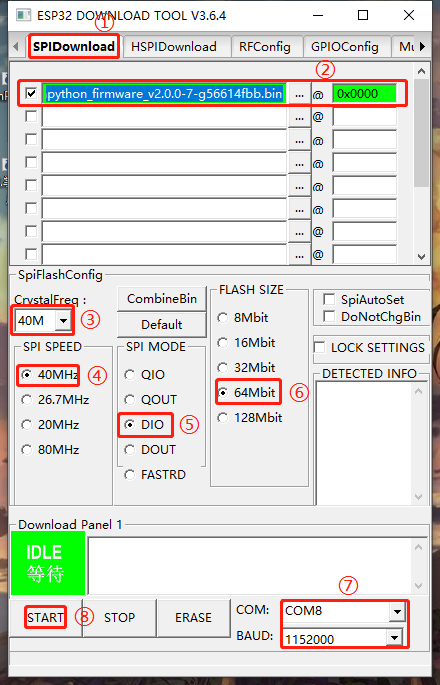 ESP32 DOWNLOAD TOOL V3.6.4
①
SPIDownload HSPIDownload RFConfig GPIOConfig Mu
②
python_firmware_v2.0.0-7-g56614fbb.bin ... @ 0x0000
... @
... @
... @
... @
... @
... @
SpiFlashConfig
CrystalFreq :
40M ③
CombineBin
Default
SPI SPEED
40MHz ④
26.7MHz
20MHz
80MHz
SPI MODE
QIO
QOUT
DIO ⑤
DOUT
FASTRD
FLASH SIZE
8Mbit
16Mbit
32Mbit
64Mbit ⑥
128Mbit
SpiAutoSet
DoNotChgBin
LOCK SETTINGS
DETECTED INFO
Download Panel 1
IDLE
等待
⑦
START ⑧ STOP ERASE
COM: COM8
BAUD: 1152000